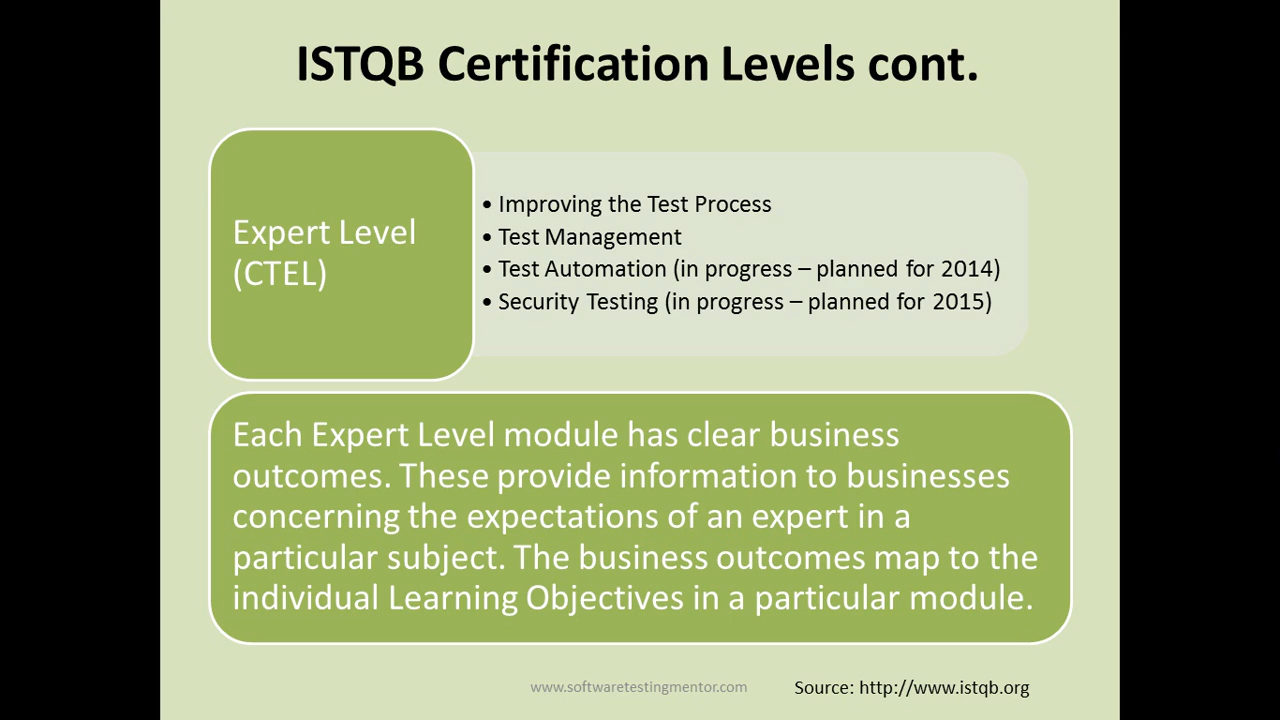 ISTQB Certification Levels cont.
Expert Level
(CTEL)
• Improving the Test Process
• Test Management
• Test Automation (in progress – planned for 2014)
• Security Testing (in progress – planned for 2015)
Each Expert Level module has clear business
outcomes. These provide information to businesses
concerning the expectations of an expert in a
particular subject. The business outcomes map to the
individual Learning Objectives in a particular module.
www.softwaretestingmentor.com
Source: http://www.istqb.org